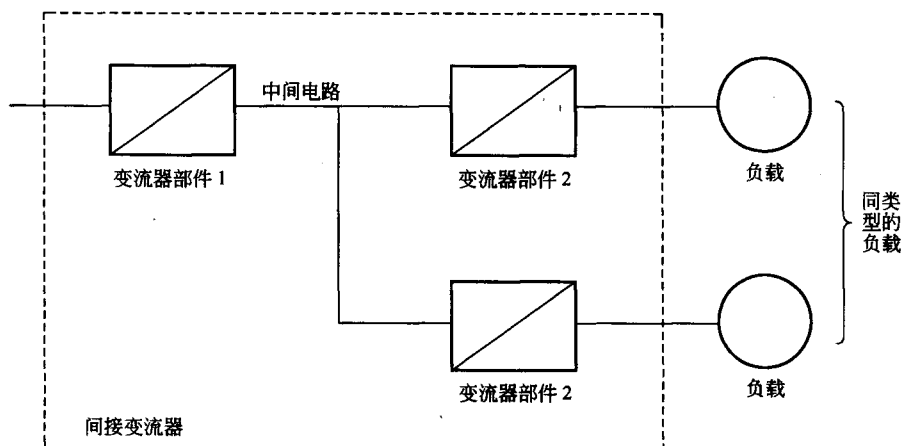 中间电路
变流器部件 1
变流器部件 2
负载
同类
型的
负载
变流器部件 2
负载
间接变流器